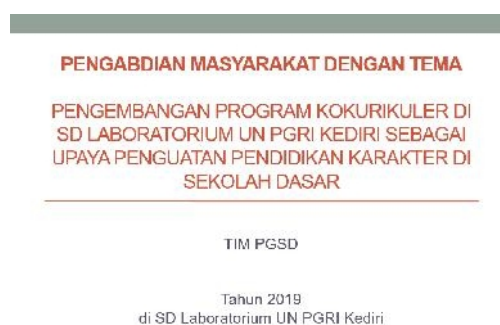 PENGABDIAN MASYARAKAT DENGAN TEMA
PENGEMBANGAN PROGRAM KOKURIKULER DI
SD LABORATORIUM UN PGRI KEDIRI SEBAGAI
UPAYA PENGUATAN PENDIDIKAN KARAKTER DI
SEKOLAH DASAR
TIM PGSD
Tahun 2019
di SD Laboratorium UN PGRI Kediri